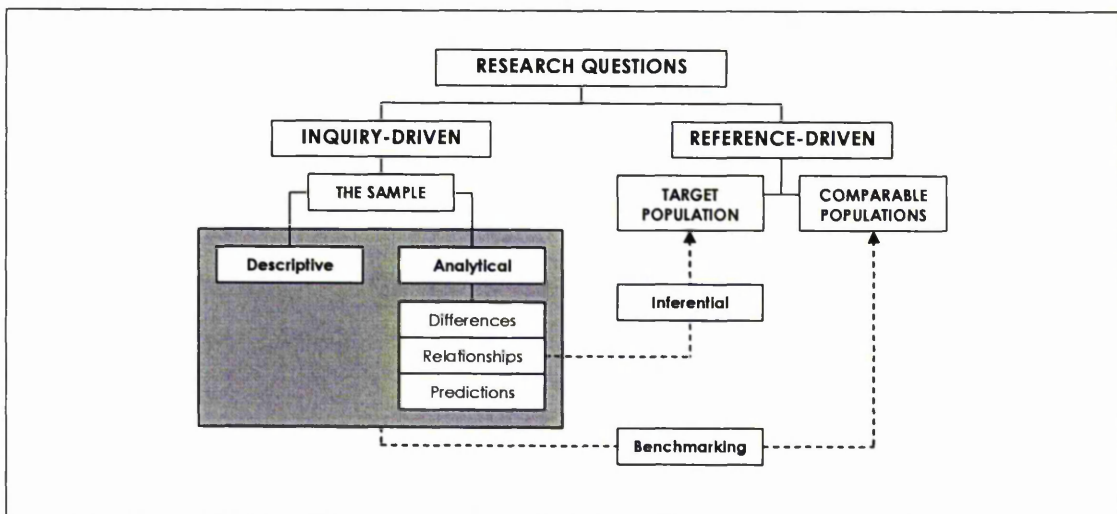 RESEARCH QUESTIONS
INQUIRY-DRIVEN
REFERENCE-DRIVEN
THE SAMPLE
TARGET
POPULATION
COMPARABLE
POPULATIONS
Descriptive
Analytical
Differences
Relationships
Predictions
Inferential
Benchmarking